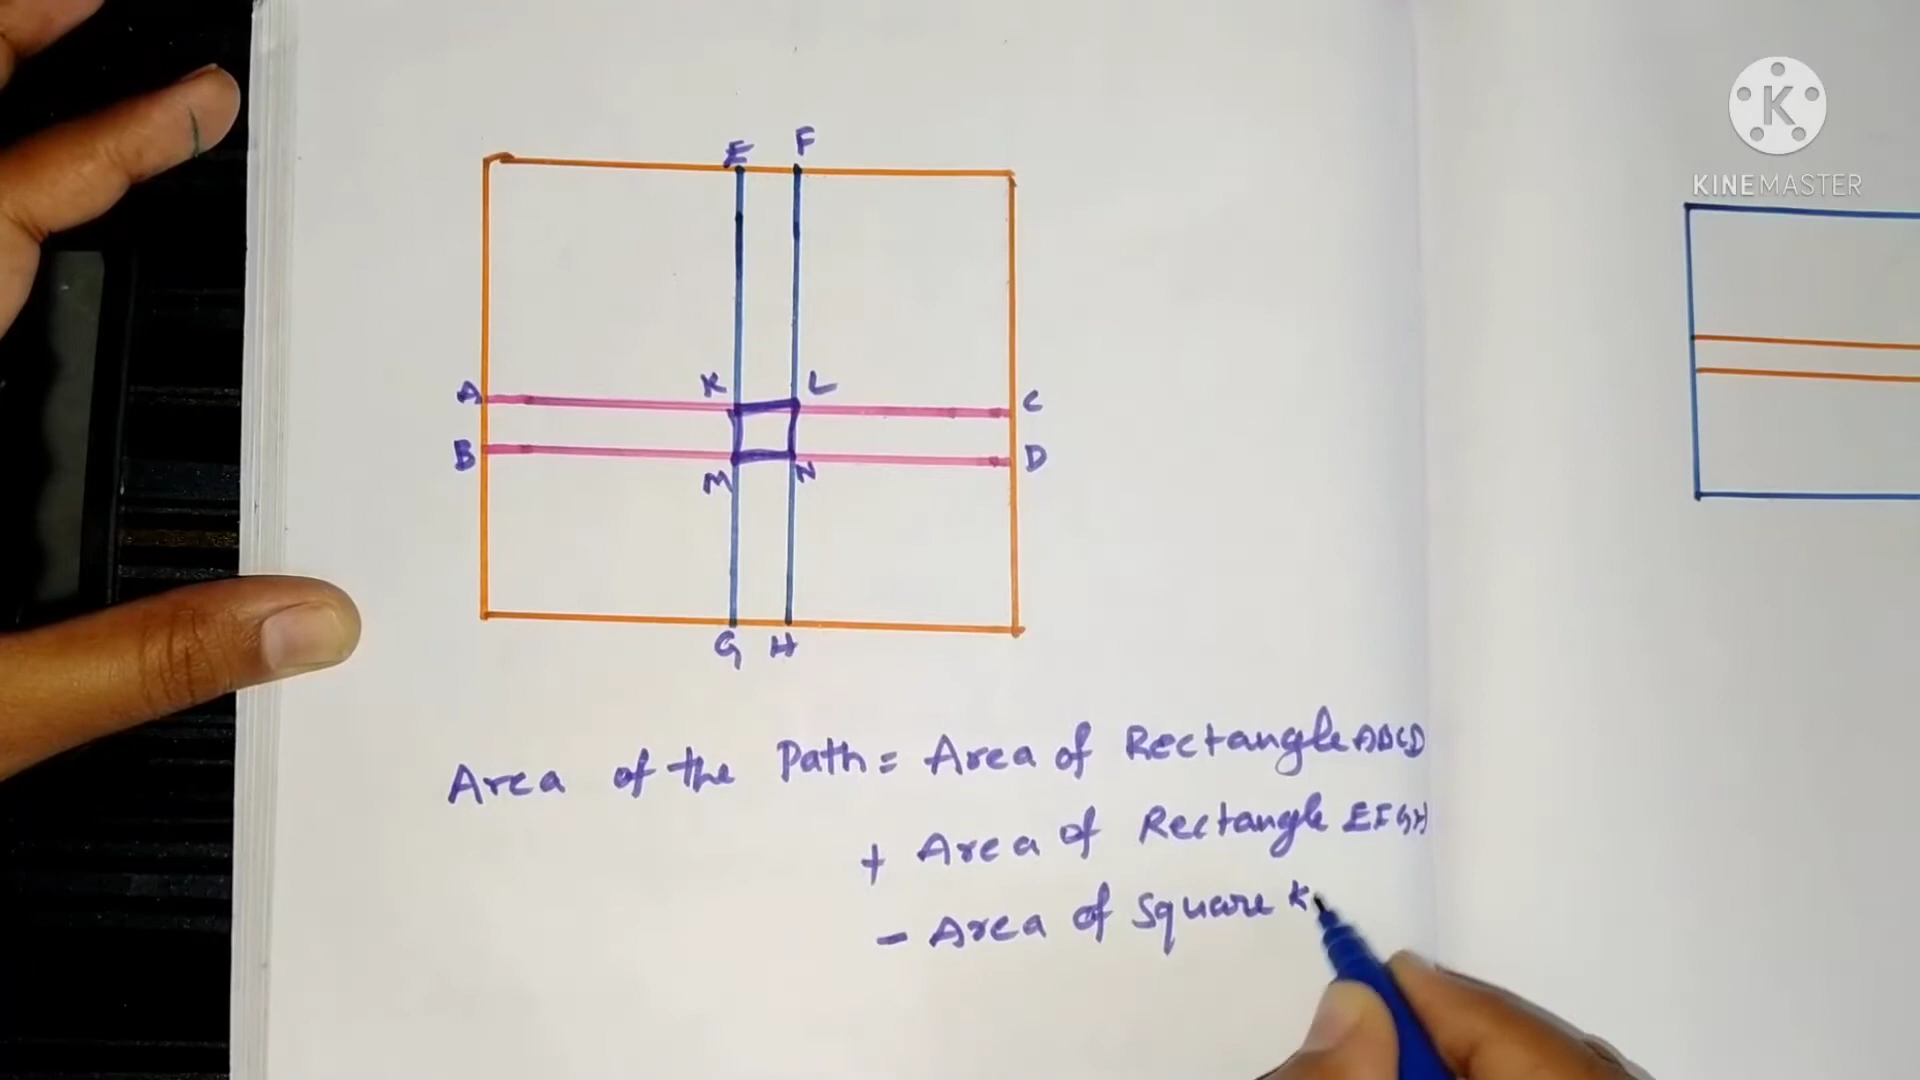 K
KINEMASTER
E F
K L
A C
B D
M N
G H
Area of the Path = Area of Rectangle ABCD
+ Area of Rectangle EFGH
- Area of Square K